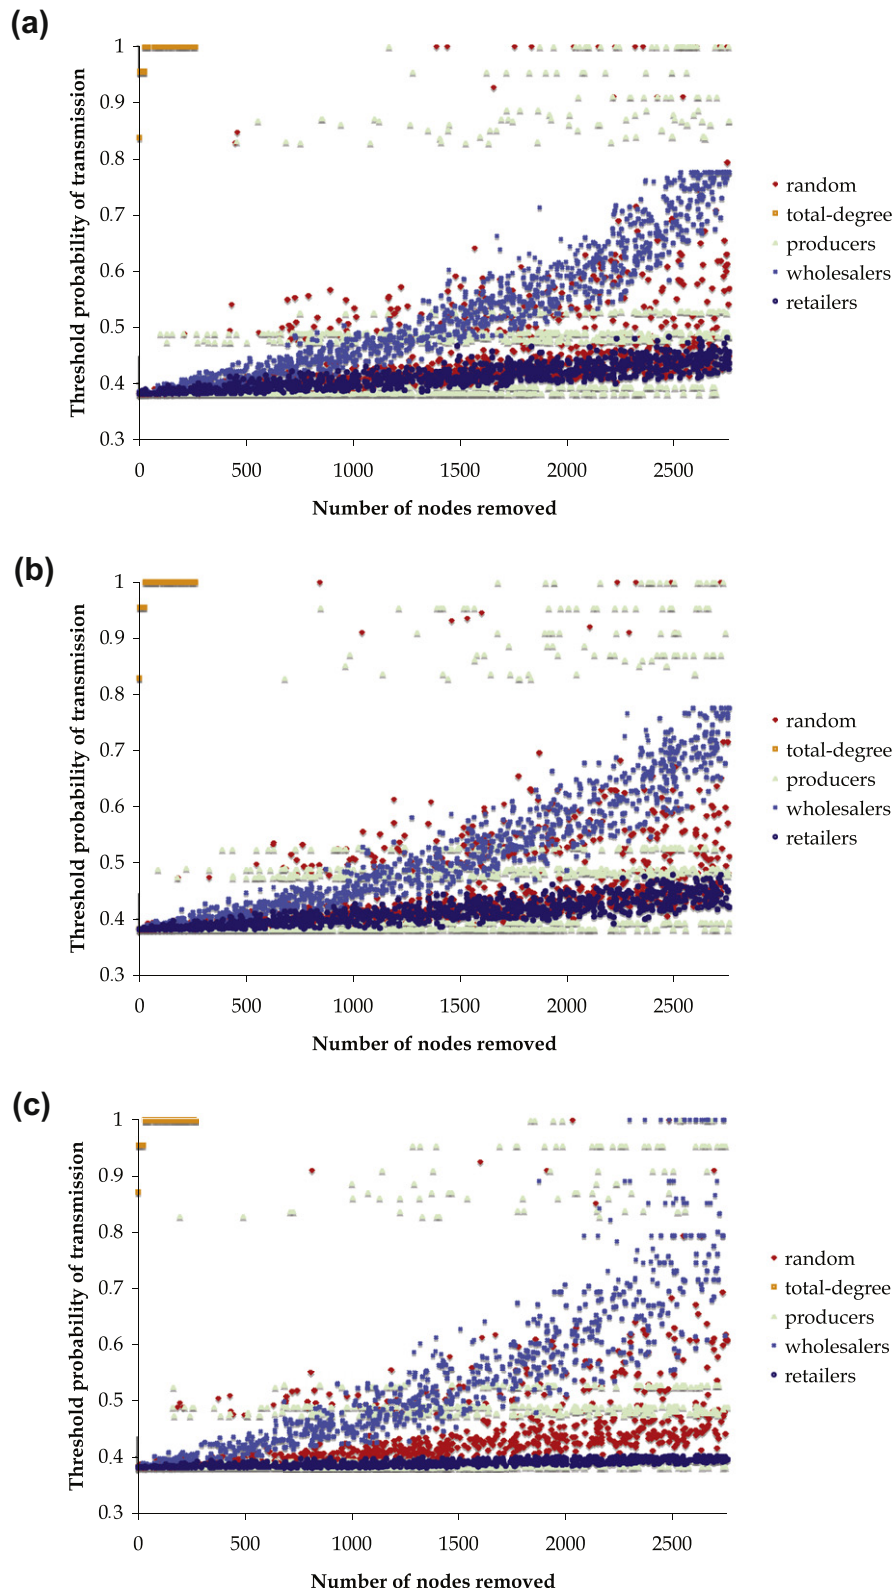 (a)
1
0.9
0.8
0.7
0.6
0.5
0.4
0.3
Threshold probability of transmission
0 500 1000 1500 2000 2500
Number of nodes removed
random
total-degree
producers
wholesalers
retailers
(b)
1
0.9
0.8
0.7
0.6
0.5
0.4
0.3
Threshold probability of transmission
0 500 1000 1500 2000 2500
Number of nodes removed
random
total-degree
producers
wholesalers
retailers
(c)
1
0.9
0.8
0.7
0.6
0.5
0.4
0.3
Threshold probability of transmission
0 500 1000 1500 2000 2500
Number of nodes removed
random
total-degree
producers
wholesalers
retailers